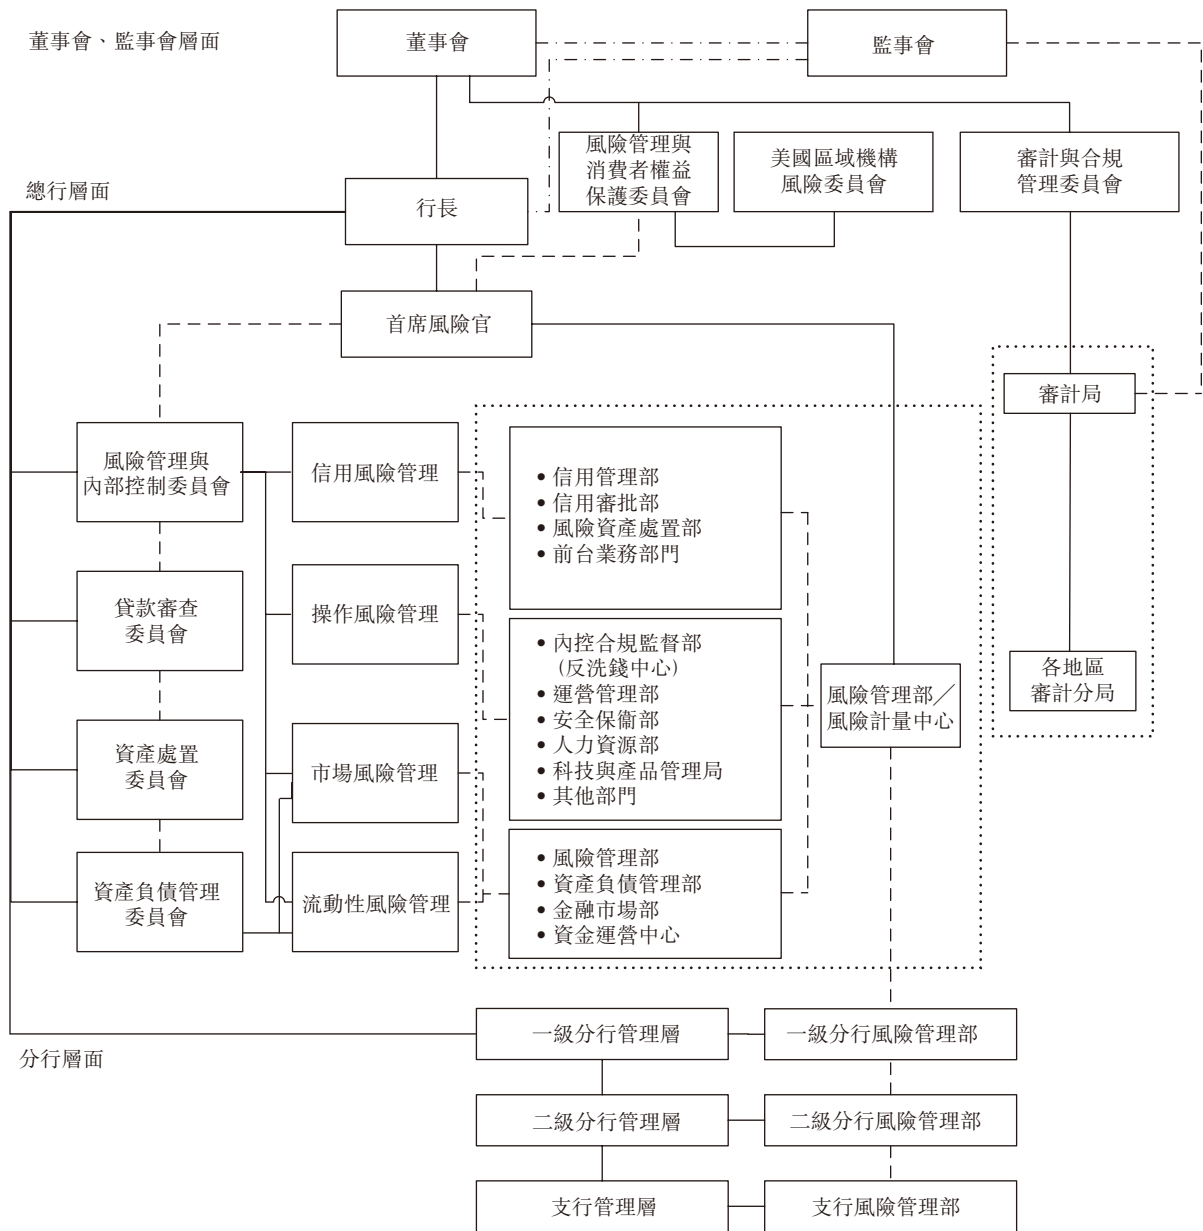 董事會、監事會層面
董事會
監事會
風險管理與
消費者權益
保護委員會
美國區域機構
風險委員會
審計與合規
管理委員會
總行層面
行長
首席風險官
審計局
風險管理與
內部控制委員會
信用風險管理
• 信用管理部
• 信用審批部
• 風險資產處置部
• 前台業務部門
貸款審查
委員會
操作風險管理
• 內控合規監督部
(反洗錢中心)
• 運營管理部
• 安全保衛部
• 人力資源部
• 科技與產品管理局
• 其他部門
風險管理部／
風險計量中心
各地區
審計分局
資產處置
委員會
市場風險管理
資產負債管理
委員會
流動性風險管理
• 風險管理部
• 資產負債管理部
• 金融市場部
• 資金運營中心
一級分行管理層
一級分行風險管理部
分行層面
二級分行管理層
二級分行風險管理部
支行管理層
支行風險管理部